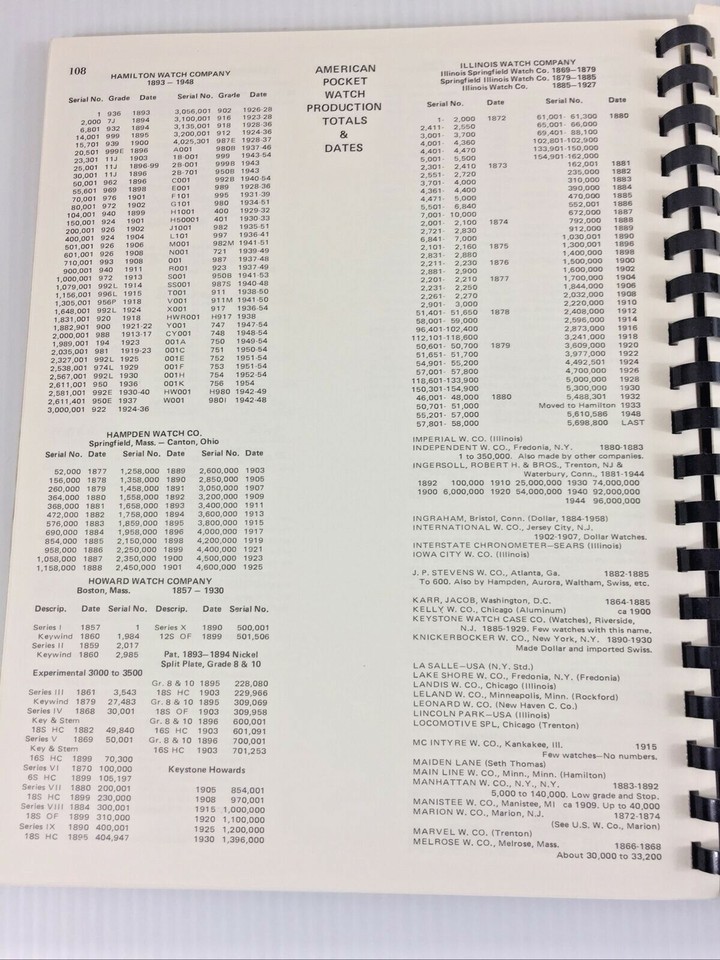 108
HAMILTON WATCH COMPANY
1893 – 1948
Serial No. Grade Date Serial No. Grade Date
1 936 1893 3,056,001 902 1926-28
2,000 7J 1894 3,100,001 916 1923-28
6,801 932 1894 3,135,001 918 1928-36
14,001 999 1895 3,200,001 912 1924-36
15,701 939 1900 4,025,301 987E 1928-37
20,501 999E 1896 A001 980B 1937-46
23,301 11J 1903 1B-001 999 1943-54
25,001 11J 1896-99 2B-001 999B 1943
30,001 11J 1896 2B-701 950B 1943
50,001 962 1896 C001 992B 1940-54
55,601 969 1898 E001 989 1928-36
70,001 976 1901 F101 995 1931-39
80,001 972 1902 G101 980 1934-51
104,001 940 1899 H1001 400 1929-32
150,001 924 1901 H50001 401 1930-33
200,001 926 1902 J1001 982 1935-51
400,001 924 1904 L101 997 1936-41
501,001 926 1906 M001 982M 1941-51
601,001 926 1908 N001 721 1939-49
710,001 993 1908 001 987 1937-48
900,001 940 1911 R001 923 1937-49
1,000,001 972 1913 S001 950B 1941-53
1,079,001 992L 1914 SS001 987S 1940-48
1,156,001 996L 1915 T001 911 1938-50
1,305,001 956P 1918 V001 911M 1941-50
1,648,001 992L 1924 X001 917 1936-54
1,831,001 920 1918 HWR001 H917 1938
1,882,901 900 1921-22 Y001 747 1947-54
2,000,001 988 1913-17 CY001 748 1948-54
1,989,001 194 1923 001A 750 1949-54
2,035,001 981 1919-23 001C 751 1950-54
2,327,001 992L 1925 001E 752 1951-54
2,538,001 974L 1929 001F 753 1951-54
2,567,001 992L 1930 001H 754 1952-54
2,611,001 950 1936 001K 756 1954
2,581,001 992E 1930-40 HW001 H980 1942-49
2,611,401 950E 1937 W001 980I 1942-48
3,000,001 922 1924-36
HAMPDEN WATCH CO.
Springfield, Mass. – Canton, Ohio
Serial No. Date Serial No. Date Serial No. Date
52,000 1877 1,258,000 1889 2,600,000 1903
156,000 1878 1,358,000 1890 2,850,000 1905
260,000 1879 1,458,000 1891 3,050,000 1907
364,000 1880 1,558,000 1892 3,200,000 1909
368,000 1881 1,658,000 1893 3,400,000 1911
472,000 1882 1,758,000 1894 3,600,000 1913
576,000 1883 1,859,000 1895 3,800,000 1915
690,000 1884 1,958,000 1896 4,000,000 1917
854,000 1885 2,150,000 1898 4,200,000 1919
958,000 1886 2,250,000 1899 4,400,000 1921
1,058,000 1887 2,350,000 1900 4,500,000 1923
1,158,000 1888 2,450,000 1901 4,600,000 1925
HOWARD WATCH COMPANY
Boston, Mass. 1857 – 1930
Descrip. Date Serial No. Descrip. Date Serial No.
Series I 1857 1 Series X 1890 500,001
Keywind 1860 1,984 12S OF 1899 501,506
Series II 1859 2,017
Keywind 1860 2,985 Pat. 1893–1894 Nickel
Split Plate, Grade 8 & 10
Experimental 3000 to 3500
Gr. 8 & 10 1895 228,080
Series III 1861 3,543 18S HC 1903 229,966
Keywind 1879 27,483 Gr. 8 & 10 1895 309,069
Series IV 1868 30,001 18S OF 1903 309,958
Key & Stem Gr. 8 & 10 1896 600,001
18S HC 1882 49,840 16S HC 1903 601,091
Series V 1869 50,001 Gr. 8 & 10 1896 700,001
Key & Stem 16S HC 1903 701,253
16S HC 1899 70,300
Series VI 1870 100,000 Keystone Howards
6S HC 1899 105,197
Series VII 1880 200,001 1905 854,001
18S HC 1899 230,000 1908 970,001
Series VIII 1884 300,001 1915 1,000,000
18S OF 1899 310,000 1920 1,100,000
Series IX 1890 400,001 1925 1,200,000
18S HC 1895 404,947 1930 1,396,000
AMERICAN
POCKET
WATCH
PRODUCTION
TOTALS
&
DATES
ILLINOIS WATCH COMPANY
Illinois Springfield Watch Co. 1869–1879
Springfield Illinois Watch Co. 1879–1885
Illinois Watch Co. 1885–1927
Serial No. Date Serial No. Date
1- 2,000 1872 61,001- 61,300 1880
2,411- 2,550 65,001- 66,000
3,001- 3,700 69,401- 88,100
4,001- 4,360 102,801-102,900
4,401- 4,470 133,901-150,000
5,001- 5,500 154,901-162,000
2,301- 2,410 1873 162,001 1881
2,551- 2,720 235,000 1882
3,701- 4,000 310,000 1883
4,361- 4,400 390,000 1884
4,471- 5,000 470,000 1885
5,501- 6,840 552,001 1886
7,001- 10,000 672,000 1887
2,001- 2,100 1874 792,000 1888
2,721- 2,830 912,000 1889
6,841- 7,000 1,030,001 1890
2,101- 2,160 1875 1,300,001 1896
2,831- 2,880 1,400,000 1898
2,211- 2,230 1876 1,500,000 1900
2,881- 2,900 1,600,000 1902
2,201- 2,210 1877 1,700,000 1904
2,231- 2,250 1,844,000 1906
2,261- 2,270 2,032,000 1908
2,901- 3,000 2,220,000 1910
51,401- 51,650 1878 2,408,000 1912
58,001- 59,000 2,596,000 1914
96,401-102,400 2,873,000 1916
112,101-118,600 3,241,000 1918
50,601- 50,700 1879 3,609,000 1920
51,651- 51,700 3,977,000 1922
54,901- 55,200 4,492,501 1924
57,001- 57,800 4,700,000 1926
118,601-133,900 5,000,000 1928
150,301-154,900 5,300,000 1930
46,001- 48,000 1880 5,488,301 1932
50,701- 51,000 Moved to Hamilton 1933
55,201- 57,000 5,610,586 1948
57,801- 58,000 5,698,800 LAST
IMPERIAL W. CO. (Illinois)
INDEPENDENT W. CO., Fredonia, N.Y. 1880-1883
1 to 350,000. Also made by other companies.
INGERSOLL, ROBERT H. & BROS., Trenton, NJ &
Waterbury, Conn., 1881-1944
1892 100,000 1910 25,000,000 1930 74,000,000
1900 6,000,000 1920 54,000,000 1940 92,000,000
1944 96,000,000
INGRAHAM, Bristol, Conn. (Dollar, 1884-1958)
INTERNATIONAL W. CO., Jersey City, N.J.
1902-1907, Dollar Watches.
INTERSTATE CHRONOMETER–SEARS (Illinois)
IOWA CITY W. CO. (Illinois)
J. P. STEVENS W. CO., Atlanta, Ga. 1882-1885
To 600. Also by Hampden, Aurora, Waltham, Swiss, etc.
KARR, JACOB, Washington, D.C. 1864-1885
KELLY W. CO., Chicago (Aluminum) ca 1900
KEYSTONE WATCH CASE CO. (Watches), Riverside,
N.J. 1885-1929. Few watches with this name.
KNICKERBOCKER W. CO., New York, N.Y. 1890-1930
Made Dollar and imported Swiss.
LA SALLE–USA (N.Y. Std.)
LAKE SHORE W. CO., Fredonia, N.Y. (Fredonia)
LANDIS W. CO., Chicago (Illinois)
LELAND W. CO., Minneapolis, Minn. (Rockford)
LEONARD W. CO. (New Haven C. Co.)
LINCOLN PARK–USA (Illinois)
LOCOMOTIVE SPL, Chicago (Trenton)
MC INTYRE W. CO., Kankakee, Ill. 1915
Few watches–No numbers.
MAIDEN LANE (Seth Thomas)
MAIN LINE W. CO., Minn., Minn. (Hamilton)
MANHATTAN W. CO., N.Y., N.Y. 1883-1892
5,000 to 140,000. Low grade and Stop.
MANISTEE W. CO., Manistee, MI ca 1909. Up to 40,000
MARION W. CO., Marion, N.J. 1872-1874
(See U.S. W. Co., Marion)
MARVEL W. CO. (Trenton)
MELROSE W. CO., Melrose, Mass. 1866-1868
About 30,000 to 33,200